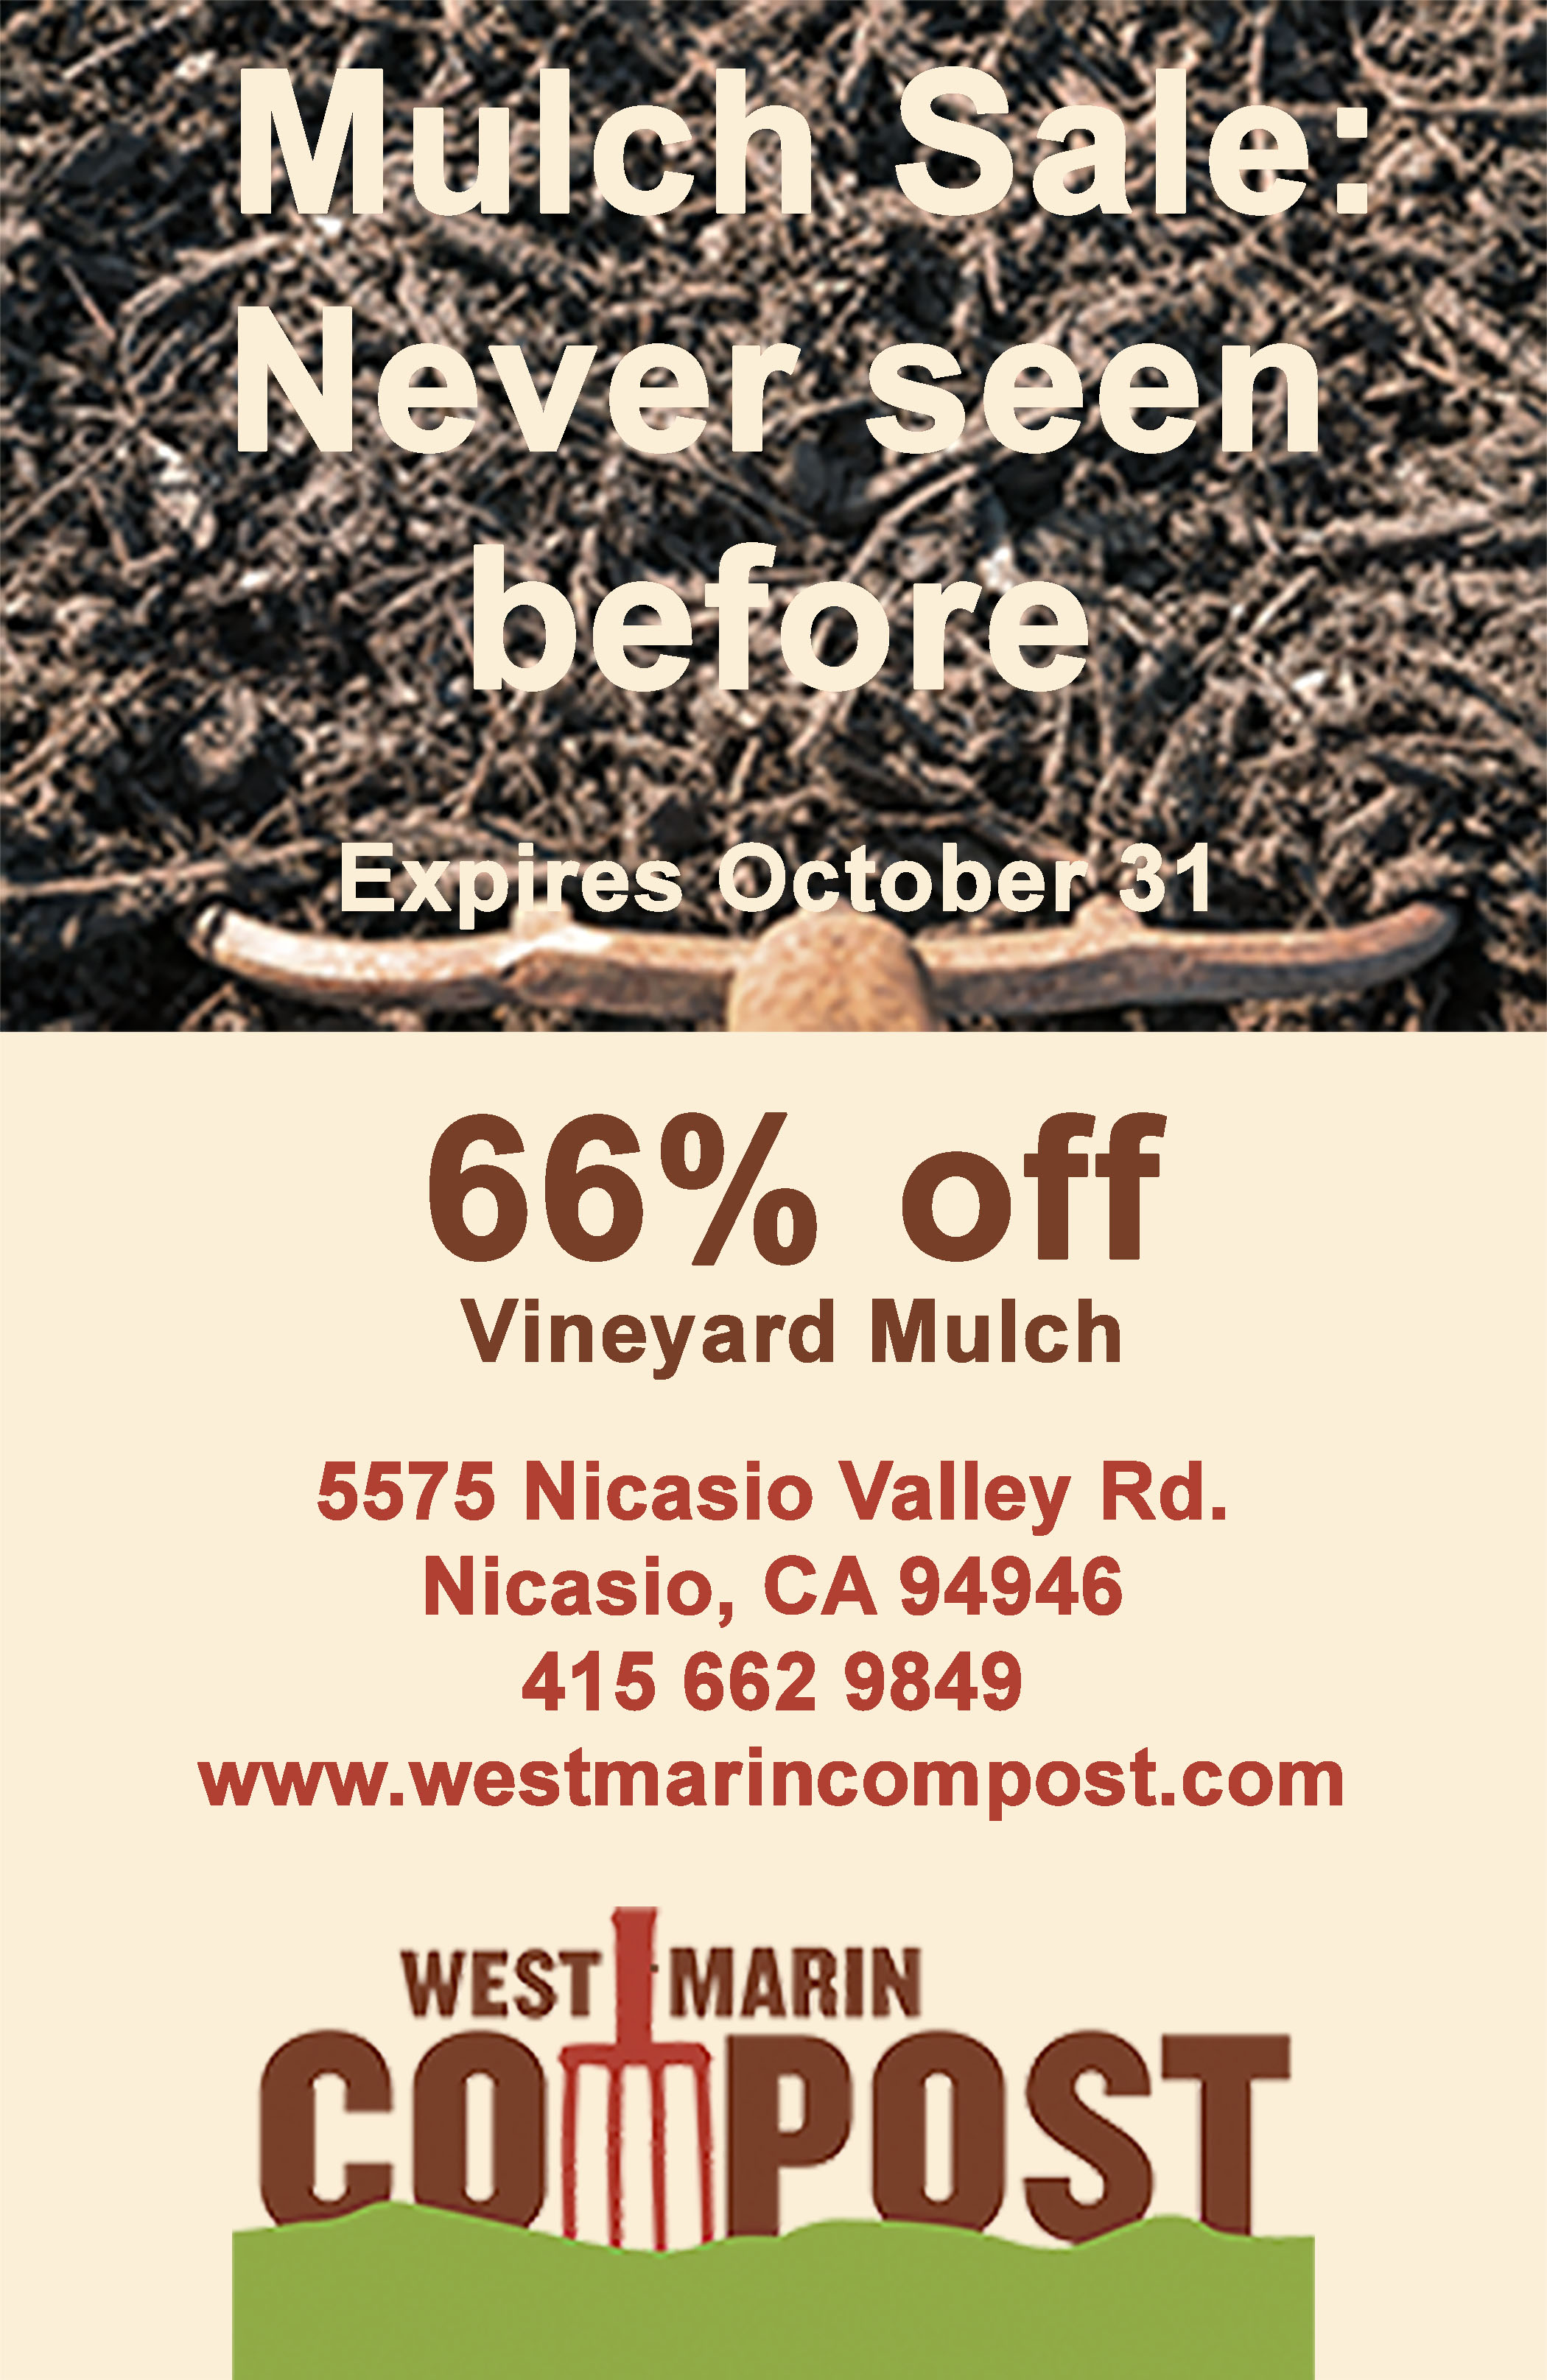 Mulch Sale:
Never seen
before
Expires October 31
66% off
Vineyard Mulch
5575 Nicasio Valley Rd.
Nicasio, CA 94946
415 662 9849
www.westmarincompost.com
WEST MARIN
COMPOST